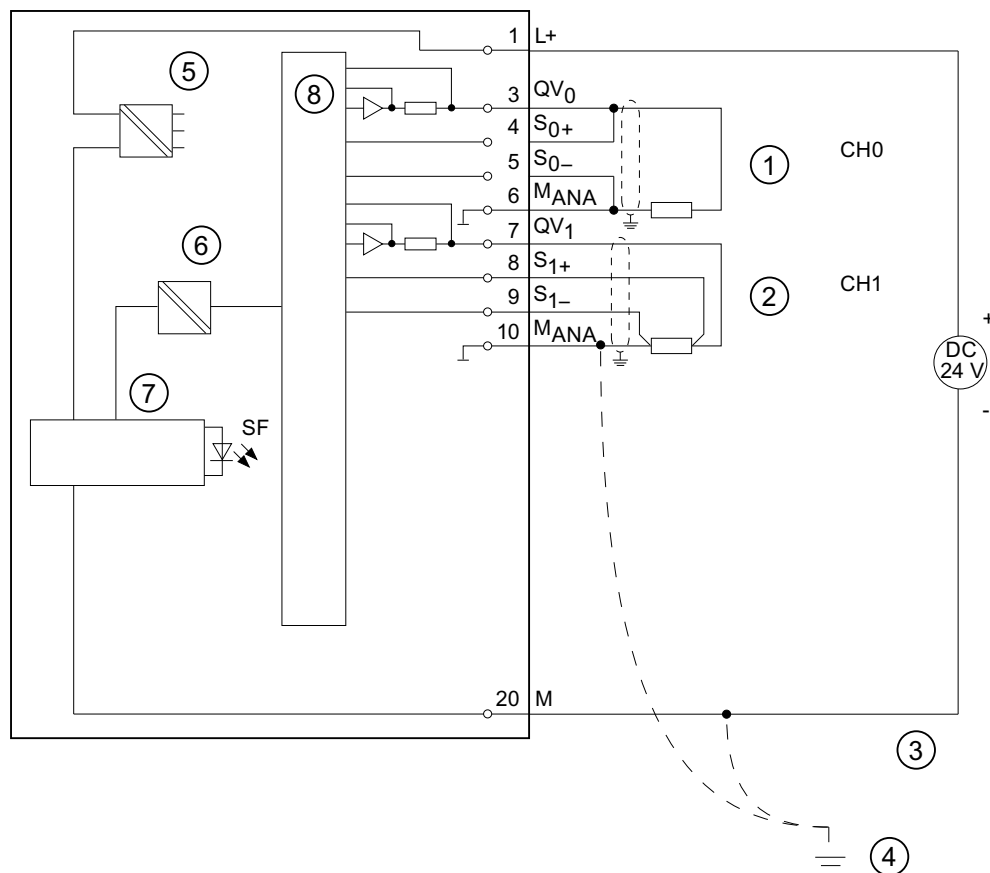 1 L+
5
8
3 QV0
4 S0+
1 CH0
5 S0–
6 MANA
7 QV1
6
8 S1+
2 CH1
9 S1–
10 MANA
+
DC
24 V
-
7
SF
20 M
3
4